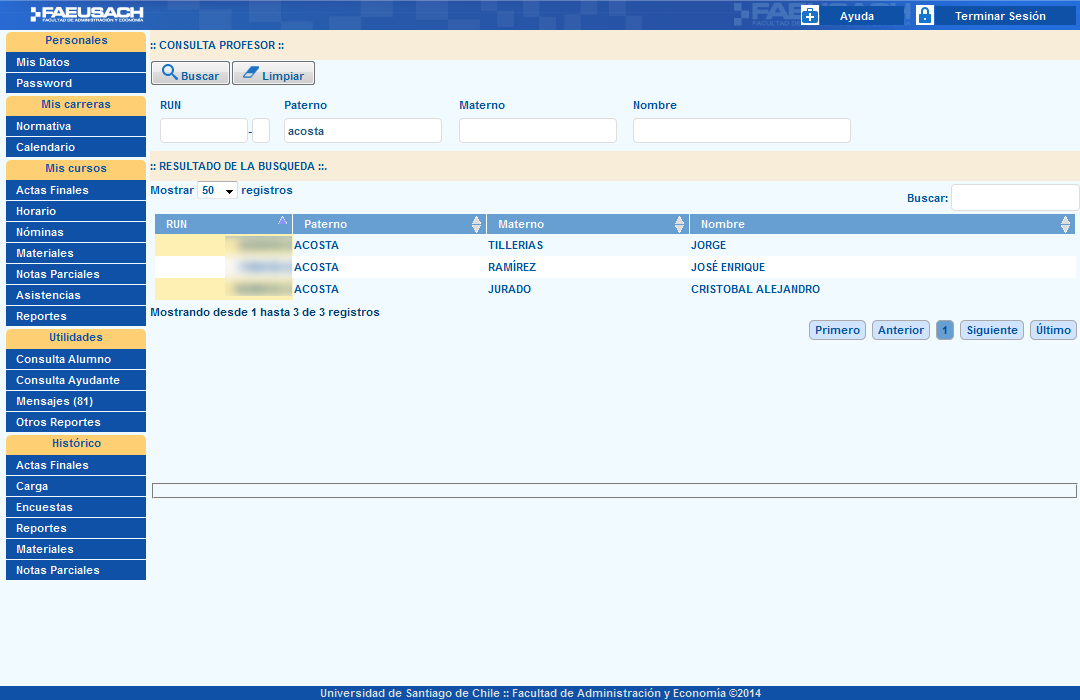 FAEUSACH
FACULTAD DE ADMINISTRACIÓN Y ECONOMÍA
Ayuda
Terminar Sesión
Personales
Mis Datos
Password
Mis carreras
Normativa
Calendario
Mis cursos
Actas Finales
Horario
Nóminas
Materiales
Notas Parciales
Asistencias
Reportes
Utilidades
Consulta Alumno
Consulta Ayudante
Mensajes (81)
Otros Reportes
Histórico
Actas Finales
Carga
Encuestas
Reportes
Materiales
Notas Parciales
:: CONSULTA PROFESOR ::
Buscar Limpiar
RUN Paterno Materno Nombre
- acosta
:: RESULTADO DE LA BUSQUEDA ::.
Mostrar 50 registros
Buscar:
RUN Paterno Materno Nombre
ACOSTA TILLERIAS JORGE
ACOSTA RAMÍREZ JOSÉ ENRIQUE
ACOSTA JURADO CRISTOBAL ALEJANDRO
Mostrando desde 1 hasta 3 de 3 registros
Primero Anterior 1 Siguiente Último
Universidad de Santiago de Chile :: Facultad de Administración y Economía ©2014